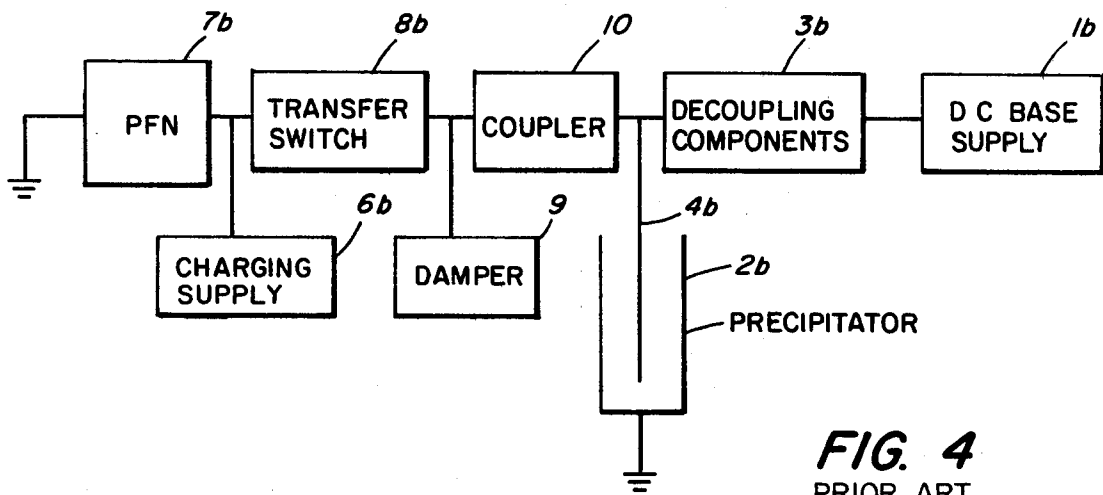 7b
8b
10
3b
1b
PFN
TRANSFER
SWITCH
COUPLER
DECOUPLING
COMPONENTS
D C BASE
SUPPLY
6b
9
4b
CHARGING
SUPPLY
DAMPER
2b
PRECIPITATOR
FIG. 4
PRIOR ART